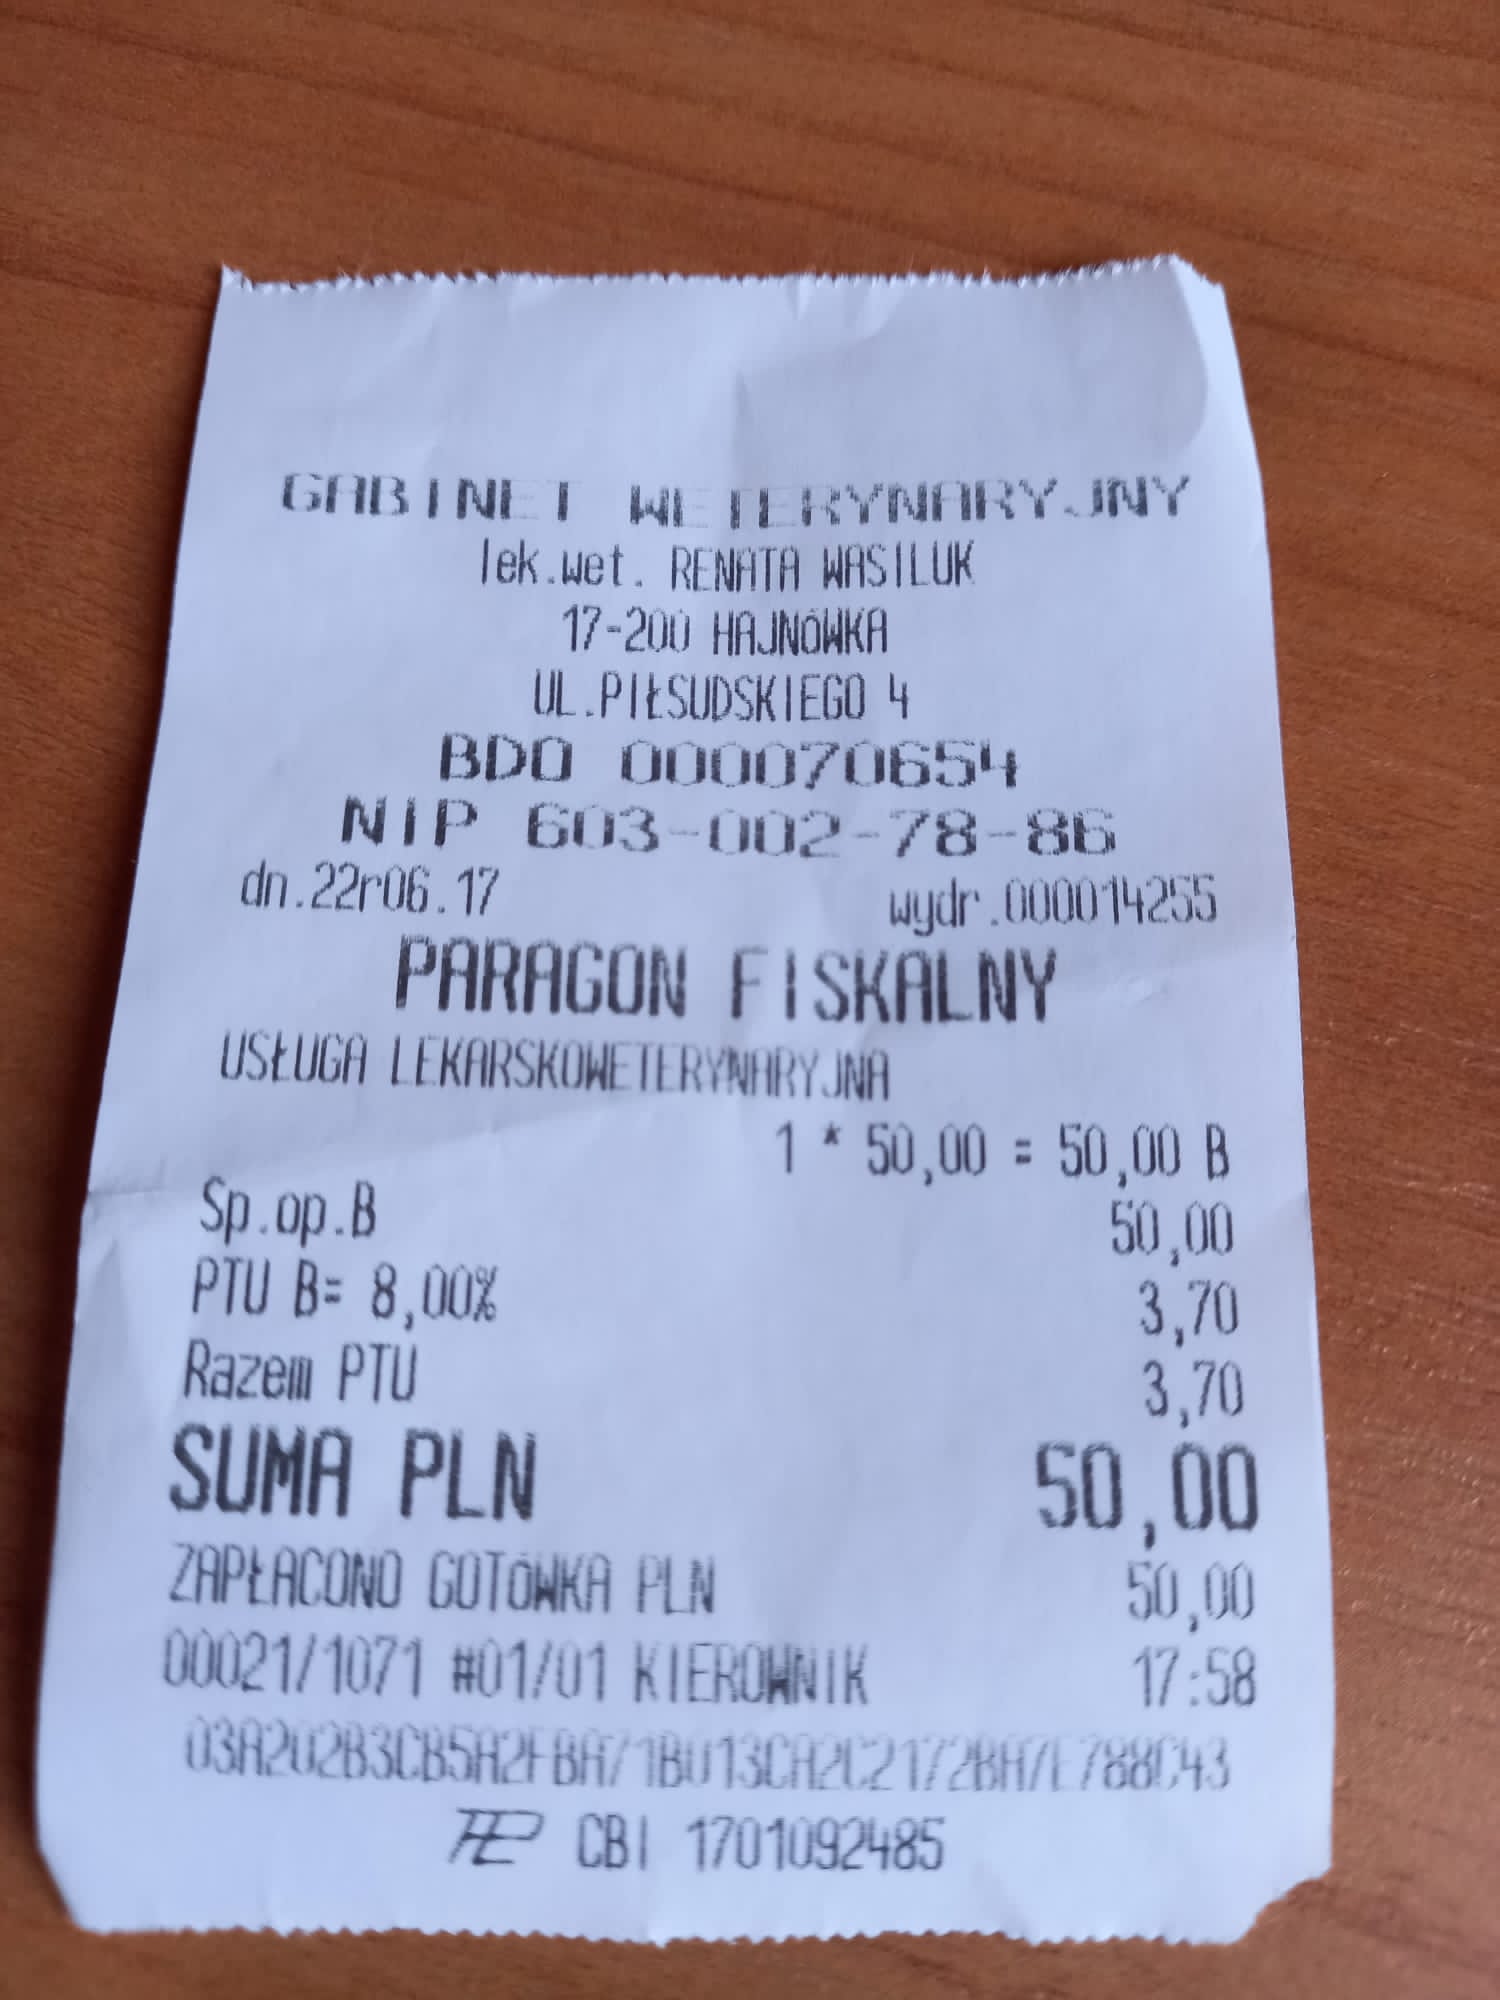 GABINET WETERYNARYJNY
lek.wet. RENATA WASILUK
17-200 HAJNÓWKA
UL.PIŁSUDSKIEGO 4
BDO 000070654
NIP 603-002-78-86
dn.22r06.17 wydr.000014255
PARAGON FISKALNY
USŁUGA LEKARSKOWETERYNARYJNA
1 * 50,00 = 50,00 B
Sp.op.B 50,00
PTU B= 8,00% 3,70
Razem PTU 3,70
SUMA PLN 50,00
ZAPŁACONO GOTÓWKA PLN 50,00
00021/1071 #01/01 KIEROWNIK 17:58
03A202B3CB5A2FBA71B013CA2C2172BA7E788C43
CBI 1701092485